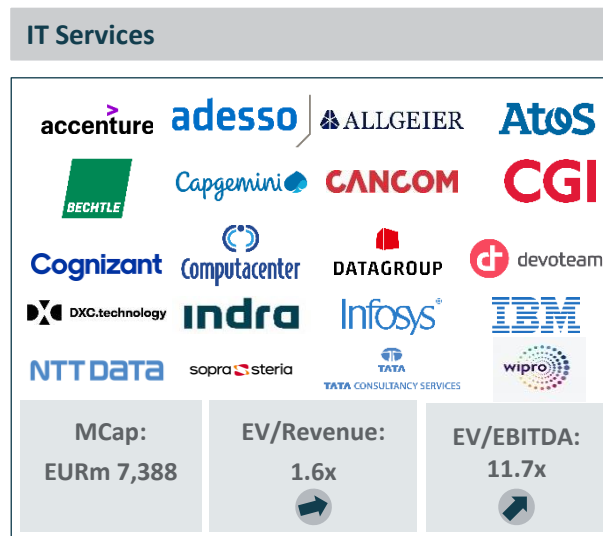 IT Services
accenture adesso ALLGEIER Atos
BECHTLE Capgemini CANCOM CGI
Cognizant Computacenter DATAGROUP devoteam
DXC.technology indra Infosys® IBM
NTT DATA sopra steria TATA TATA CONSULTANCY SERVICES wipro
MCap: EV/Revenue: EV/EBITDA:
EURm 7,388 1.6x 11.7x